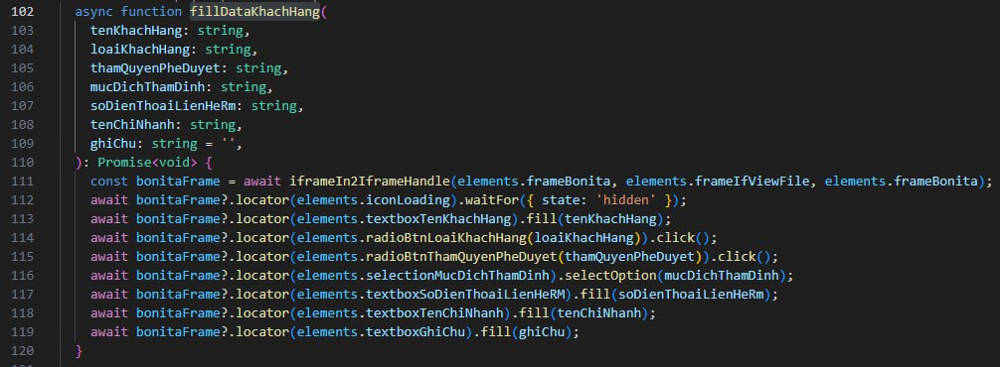 102 async function fillDataKhachHang(
103 tenKhachHang: string,
104 loaiKhachHang: string,
105 thamQuyenPheDuyet: string,
106 mucDichThamDinh: string,
107 soDienThoaiLienHeRm: string,
108 tenChiNhanh: string,
109 ghiChu: string = '',
110 ): Promise<void> {
111 const bonitaFrame = await iframeIn2IframeHandle(elements.frameBonita, elements.frameIfViewFile, elements.frameBonita);
112 await bonitaFrame?.locator(elements.iconLoading).waitFor({ state: 'hidden' });
113 await bonitaFrame?.locator(elements.textboxTenKhachHang).fill(tenKhachHang);
114 await bonitaFrame?.locator(elements.radioBtnLoaiKhachHang(loaiKhachHang)).click();
115 await bonitaFrame?.locator(elements.radioBtnThamQuyenPheDuyet(thamQuyenPheDuyet)).click();
116 await bonitaFrame?.locator(elements.selectionMucDichThamDinh).selectOption(mucDichThamDinh);
117 await bonitaFrame?.locator(elements.textboxSoDienThoaiLienHeRM).fill(soDienThoaiLienHeRm);
118 await bonitaFrame?.locator(elements.textboxTenChiNhanh).fill(tenChiNhanh);
119 await bonitaFrame?.locator(elements.textboxGhiChu).fill(ghiChu);
120 }